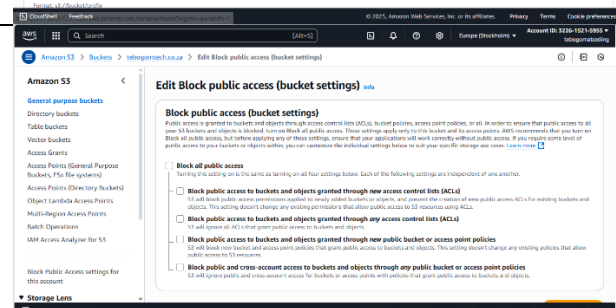 Format: s3://bucket/prefix
CloudShell Feedback
© 2025, Amazon Web Services, Inc. or its affiliates. Privacy Terms Cookie preferences
aws Search [Alt+S] Europe (Stockholm) Account ID: 3226-1521-5955
tebogomatseding
Amazon S3 > Buckets > tebogomtech.co.za > Edit Block public access (bucket settings)
Amazon S3
General purpose buckets
Directory buckets
Table buckets
Vector buckets
Access Grants
Access Points (General Purpose
Buckets, FSx file systems)
Access Points (Directory Buckets)
Object Lambda Access Points
Multi-Region Access Points
Batch Operations
IAM Access Analyzer for S3
Block Public Access settings for
this account
Storage Lens
Edit Block public access (bucket settings) Info
Block public access (bucket settings)
Public access is granted to buckets and objects through access control lists (ACLs), bucket policies, access point policies, or all. In order to ensure that public access to all
your S3 buckets and objects is blocked, turn on Block all public access. These settings apply only to this bucket and its access points. AWS recommends that you turn on
Block all public access, but before applying any of these settings, ensure that your applications will work correctly without public access. If you require some level of
public access to your buckets or objects within, you can customize the individual settings below to suit your specific storage use cases. Learn more
Block all public access
Turning this setting on is the same as turning on all four settings below. Each of the following settings are independent of one another.
Block public access to buckets and objects granted through new access control lists (ACLs)
S3 will block public access permissions applied to newly added buckets or objects, and prevent the creation of new public access ACLs for existing buckets and
objects. This setting doesn't change any existing permissions that allow public access to S3 resources using ACLs.
Block public access to buckets and objects granted through any access control lists (ACLs)
S3 will ignore all ACLs that grant public access to buckets and objects.
Block public access to buckets and objects granted through new public bucket or access point policies
S3 will block new bucket and access point policies that grant public access to buckets and objects. This setting doesn't change any existing policies that allow
public access to S3 resources.
Block public and cross-account access to buckets and objects through any public bucket or access point policies
S3 will ignore public and cross-account access for buckets or access points with policies that grant public access to buckets and objects.